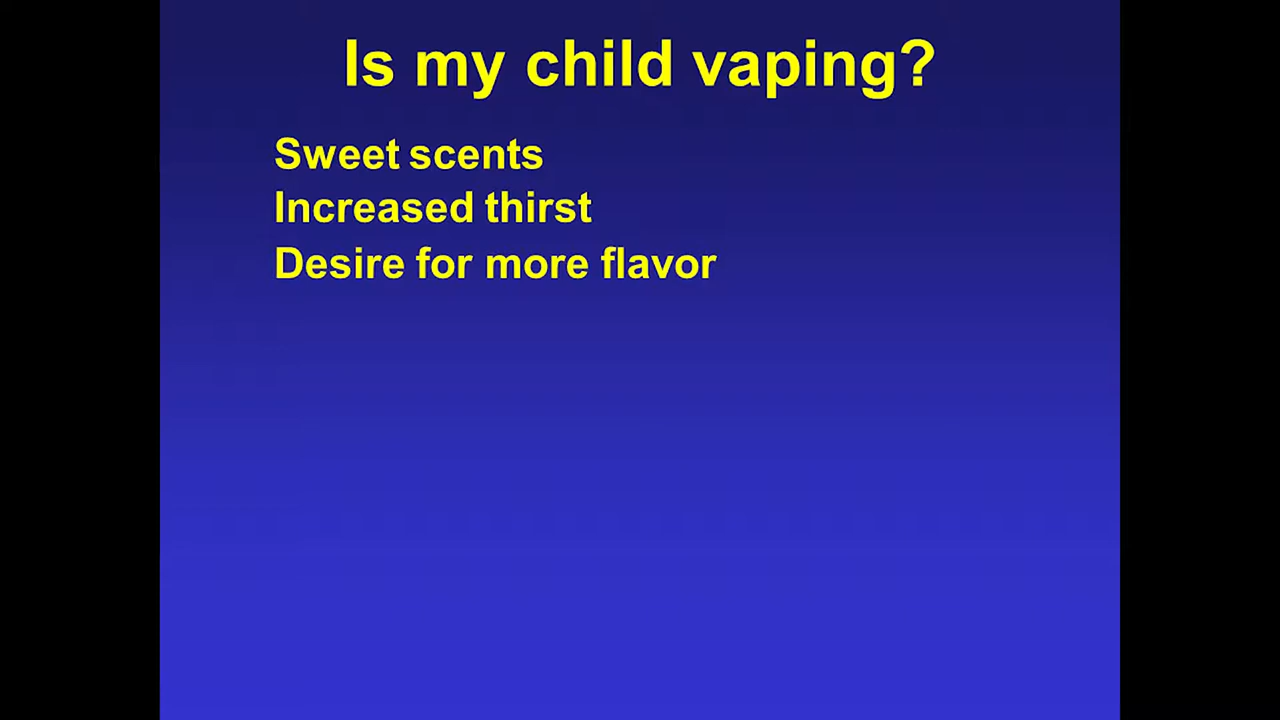 Is my child vaping?
Sweet scents
Increased thirst
Desire for more flavor